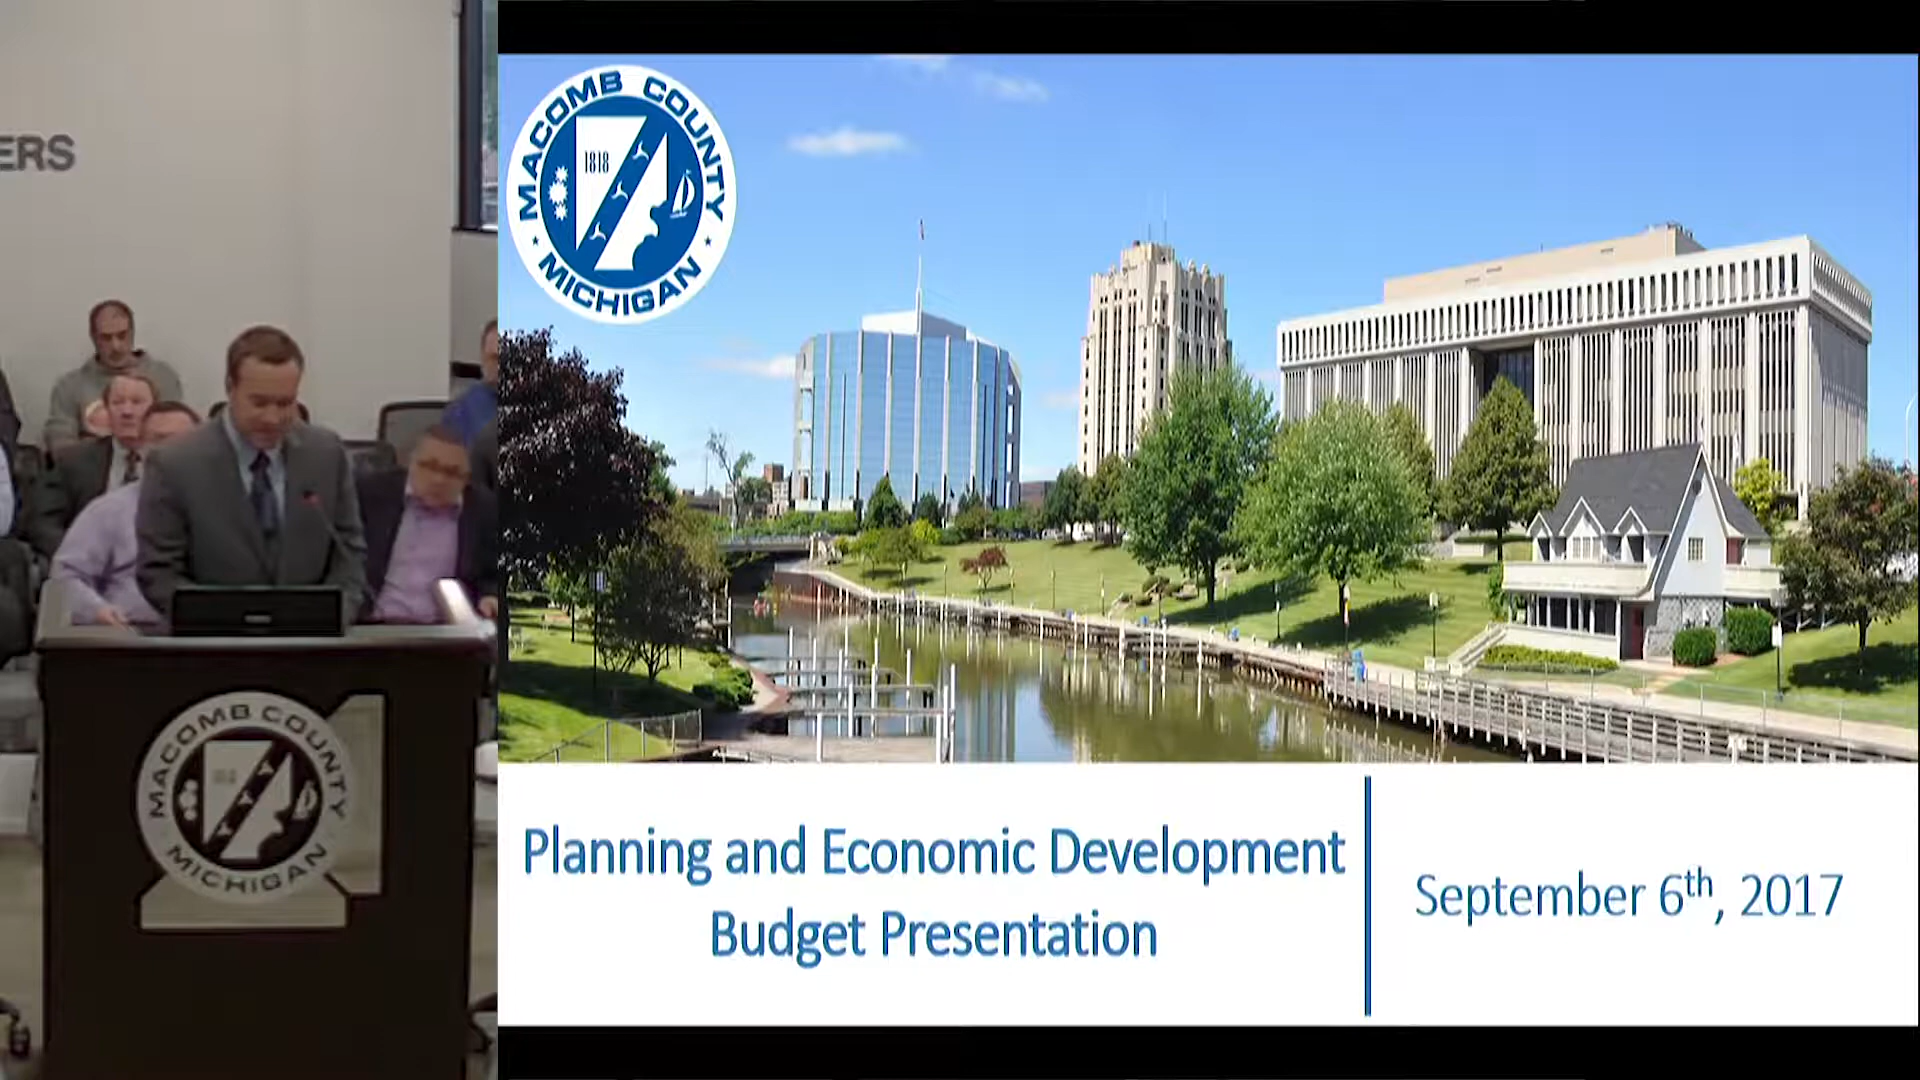 ERS
MACOMB COUNTY
1818
MICHIGAN
MACOMB COUNTY
MICHIGAN
Planning and Economic Development
Budget Presentation
September 6th, 2017